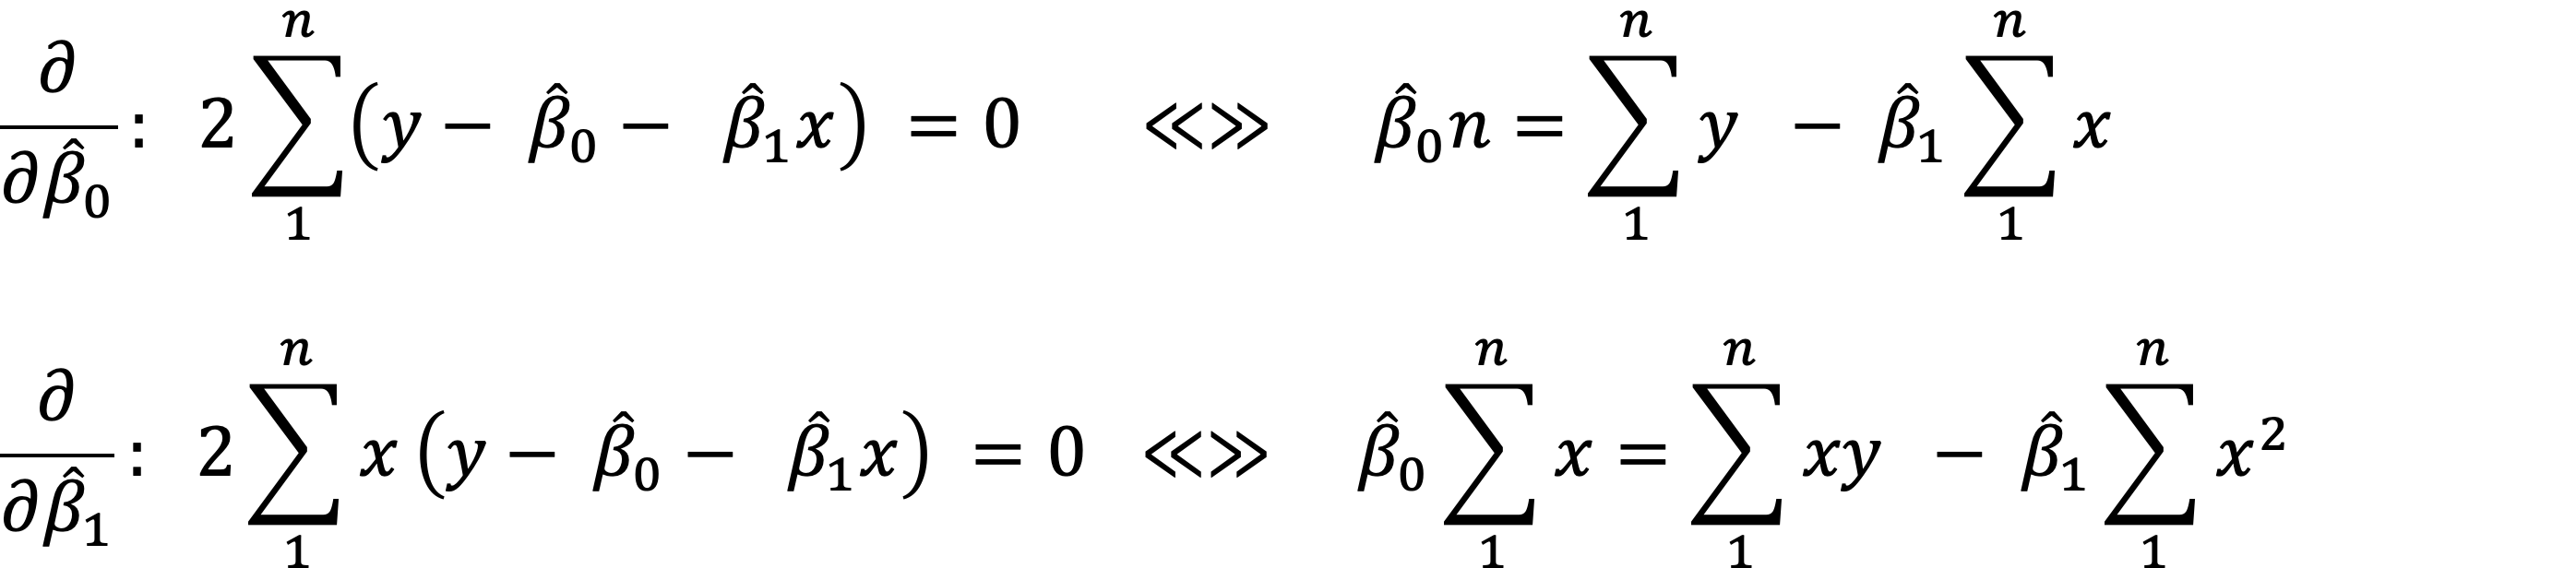 ∂/∂β̂₀ : 2 ∑₁ⁿ (y − β̂₀ − β̂₁x) = 0 ≪≫ β̂₀n = ∑₁ⁿ y − β̂₁ ∑₁ⁿ x
∂/∂β̂₁ : 2 ∑₁ⁿ x (y − β̂₀ − β̂₁x) = 0 ≪≫ β̂₀ ∑₁ⁿ x = ∑₁ⁿ xy − β̂₁ ∑₁ⁿ x²